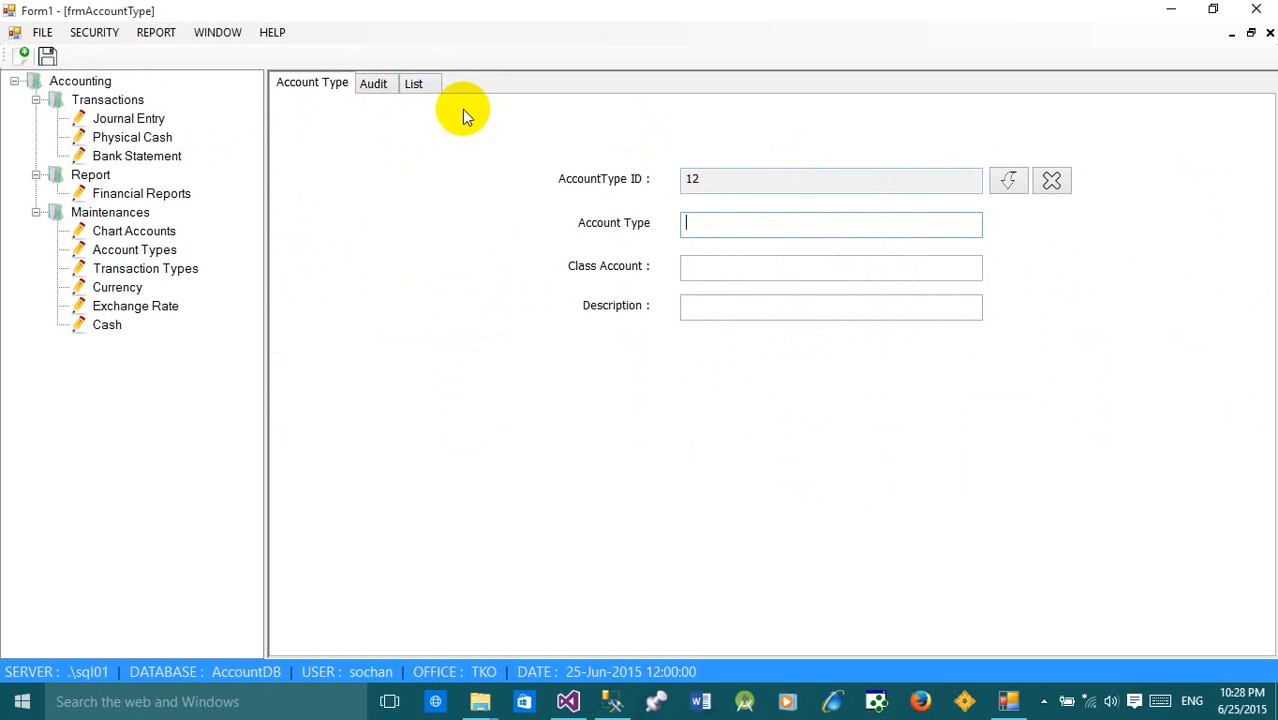 Form1 - [frmAccountType]
FILE SECURITY REPORT WINDOW HELP
Accounting
Transactions
Journal Entry
Physical Cash
Bank Statement
Report
Financial Reports
Maintenances
Chart Accounts
Account Types
Transaction Types
Currency
Exchange Rate
Cash
Account Type Audit List
AccountType ID : 12
Account Type
Class Account :
Description :
SERVER : .\sql01 | DATABASE : AccountDB | USER : sochan | OFFICE : TKO | DATE : 25-Jun-2015 12:00:00
Search the web and Windows
ENG
10:28 PM
6/25/2015